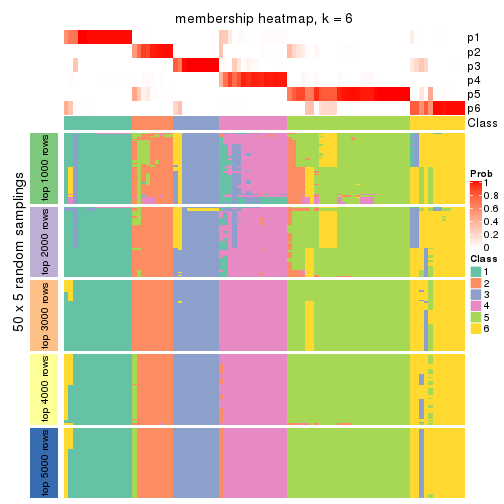 membership heatmap, k = 6
p1
p2
p3
p4
p5
p6
Class
50 x 5 random samplings
top 1000 rows
top 2000 rows
top 3000 rows
top 4000 rows
top 5000 rows
Prob
1
0.8
0.6
0.4
0.2
0
Class
1
2
3
4
5
6